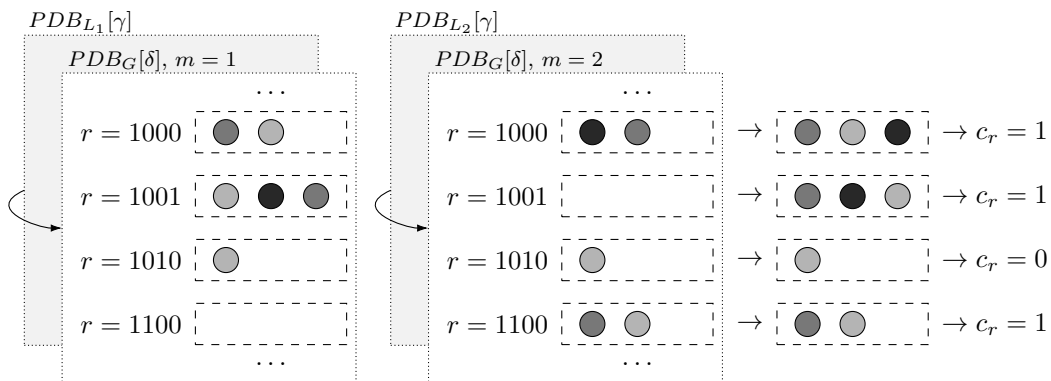 PDB_{L_1}[γ] PDB_{L_2}[γ]
PDB_G[δ], m = 1 PDB_G[δ], m = 2
... ...
r = 1000 r = 1000 → → c_r = 1
r = 1001 r = 1001 → → c_r = 1
r = 1010 r = 1010 → → c_r = 0
r = 1100 r = 1100 → → c_r = 1
... ...